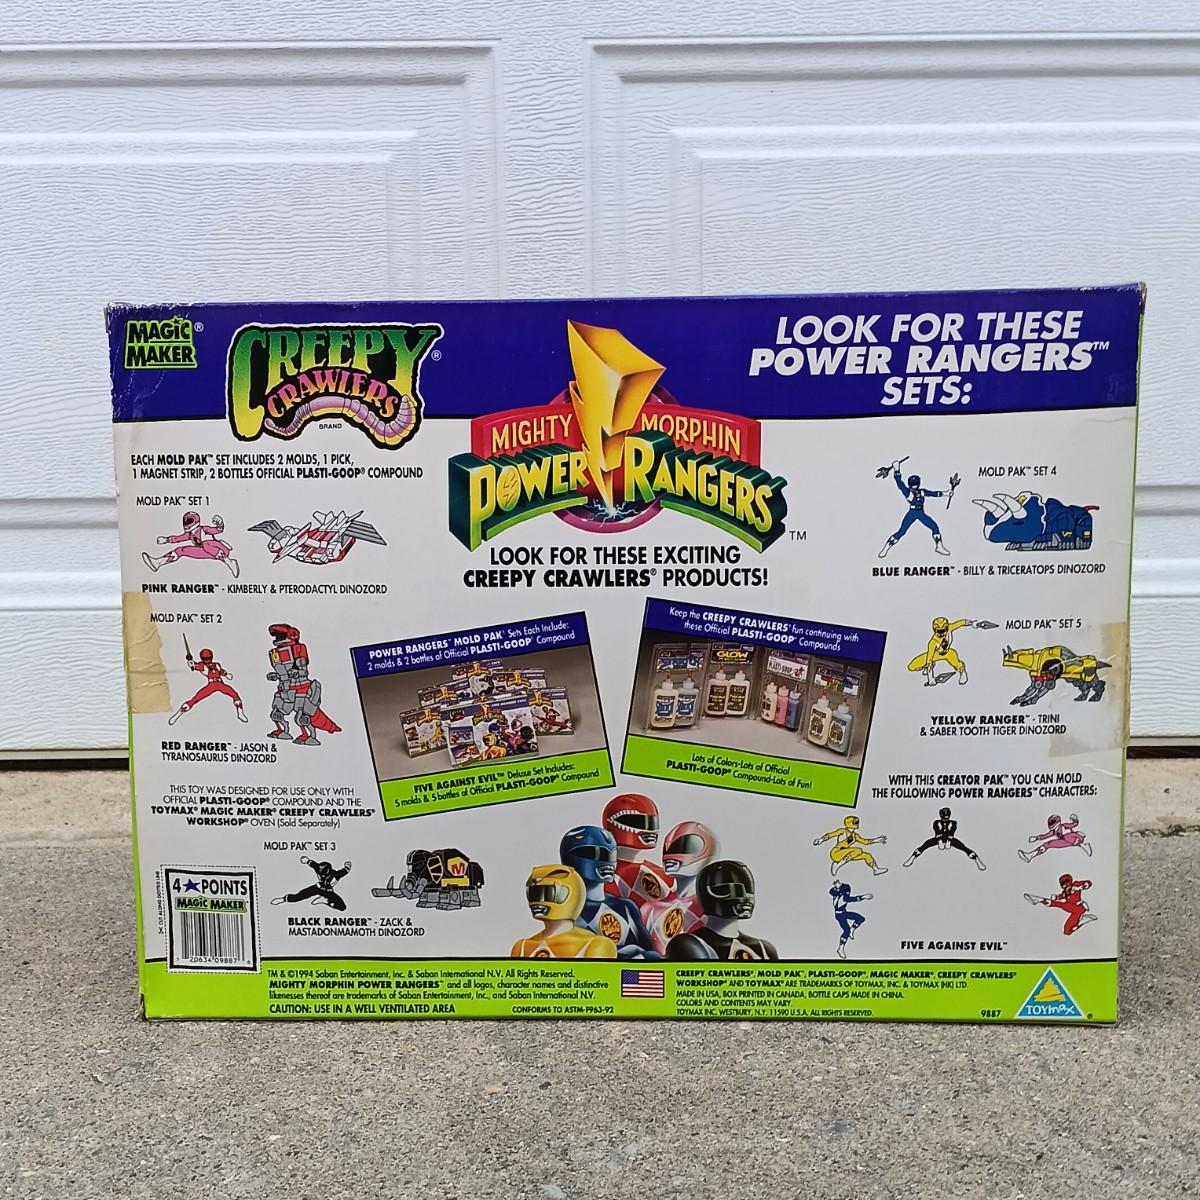 MAGIC®
MAKER
CREEPY®
CRAWLERS
BRAND
MIGHTY MORPHIN
POWER RANGERS
TM
LOOK FOR THESE
POWER RANGERS™
SETS:
EACH MOLD PAK™ SET INCLUDES 2 MOLDS, 1 PICK,
1 MAGNET STRIP, 2 BOTTLES OFFICIAL PLASTI-GOOP® COMPOUND
MOLD PAK™ SET 1
PINK RANGER™ - KIMBERLY & PTERODACTYL DINOZORD
MOLD PAK™ SET 2
RED RANGER™ - JASON &
TYRANOSAURUS DINOZORD
THIS TOY WAS DESIGNED FOR USE ONLY WITH
OFFICIAL PLASTI-GOOP® COMPOUND AND THE
TOYMAX® MAGIC MAKER® CREEPY CRAWLERS®
WORKSHOP® OVEN (Sold Separately)
MOLD PAK™ SET 3
BLACK RANGER™ - ZACK &
MASTADONMAMOTH DINOZORD
LOOK FOR THESE EXCITING
CREEPY CRAWLERS® PRODUCTS!
POWER RANGERS™ MOLD PAK™ Sets Each Include:
2 molds & 2 bottles of Official PLASTI-GOOP® Compound
FIVE AGAINST EVIL™ Deluxe Set Includes:
5 molds & 5 bottles of Official PLASTI-GOOP® Compound
Keep the CREEPY CRAWLERS® fun continuing with
these Official PLASTI-GOOP® Compounds
GLOW
Lots of Colors-Lots of Official
PLASTI-GOOP® Compound-Lots of Fun!
MOLD PAK™ SET 4
BLUE RANGER™ - BILLY & TRICERATOPS DINOZORD
MOLD PAK™ SET 5
YELLOW RANGER™ - TRINI
& SABER TOOTH TIGER DINOZORD
WITH THIS CREATOR PAK™ YOU CAN MOLD
THE FOLLOWING POWER RANGERS™ CHARACTERS:
FIVE AGAINST EVIL™
CUT ALONG DOTTED LINE
4 ★ POINTS
MAGIC MAKER
7 20634 09887 6
TM & ©1994 Saban Entertainment, Inc. & Saban International N.V. All Rights Reserved.
MIGHTY MORPHIN POWER RANGERS™ and all logos, character names and distinctive
likenesses thereof are trademarks of Saban Entertainment, Inc., and Saban International N.V.
CAUTION: USE IN A WELL VENTILATED AREA
CONFORMS TO ASTM-F963-92
CREEPY CRAWLERS®, MOLD PAK™, PLASTI-GOOP®, MAGIC MAKER®, CREEPY CRAWLERS®
WORKSHOP® AND TOYMAX® ARE TRADEMARKS OF TOYMAX, INC. & TOYMAX (HK) LTD.
MADE IN USA, BOX PRINTED IN CANADA, BOTTLE CAPS MADE IN CHINA.
COLORS AND CONTENTS MAY VARY.
TOYMAX INC. WESTBURY, N.Y. 11590 U.S.A. ALL RIGHTS RESERVED.
9887
TOYmax®